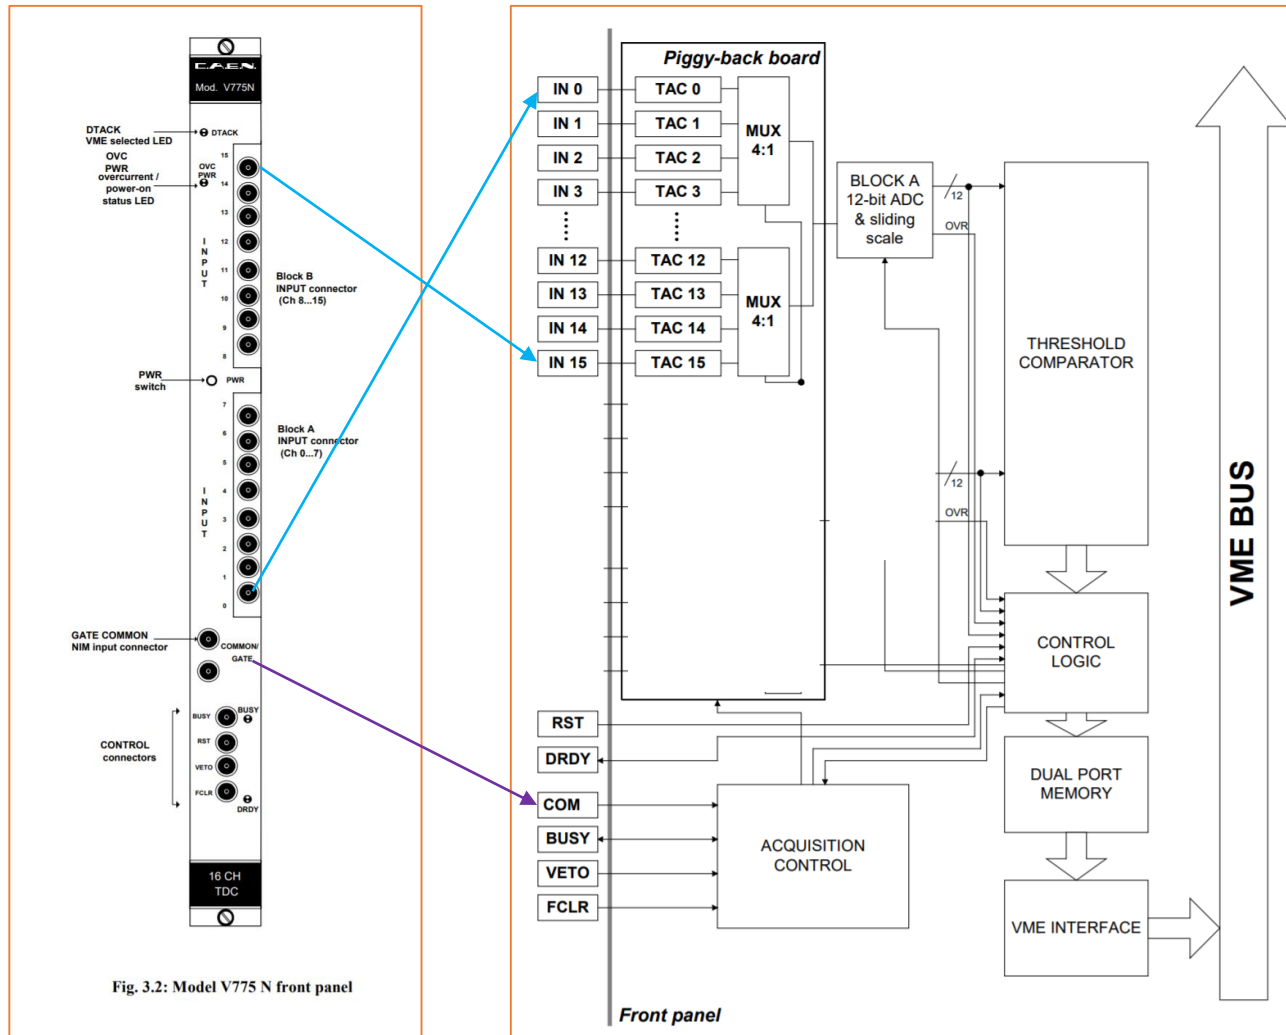 C.A.E.N.
Mod. V775N
DTACK
VME selected LED
DTACK
OVC
PWR
overcurrent /
power-on
status LED
OVC
PWR
15
14
13
12
11
10
9
8
I
N
P
U
T
Block B
INPUT connector
(Ch 8...15)
PWR
switch
PWR
7
6
5
4
3
2
1
0
I
N
P
U
T
Block A
INPUT connector
(Ch 0...7)
GATE COMMON
NIM input connector
COMMON/
GATE
CONTROL
connectors
BUSY
BUSY
RST
VETO
FCLR
DRDY
16 CH
TDC
Fig. 3.2: Model V775 N front panel
Piggy-back board
IN 0
TAC 0
IN 1
TAC 1
IN 2
TAC 2
IN 3
TAC 3
MUX
4:1
IN 12
TAC 12
IN 13
TAC 13
IN 14
TAC 14
IN 15
TAC 15
MUX
4:1
BLOCK A
12-bit ADC
& sliding
scale
12
OVR
12
OVR
THRESHOLD
COMPARATOR
CONTROL
LOGIC
DUAL PORT
MEMORY
VME INTERFACE
VME BUS
RST
DRDY
COM
BUSY
VETO
FCLR
ACQUISITION
CONTROL
Front panel